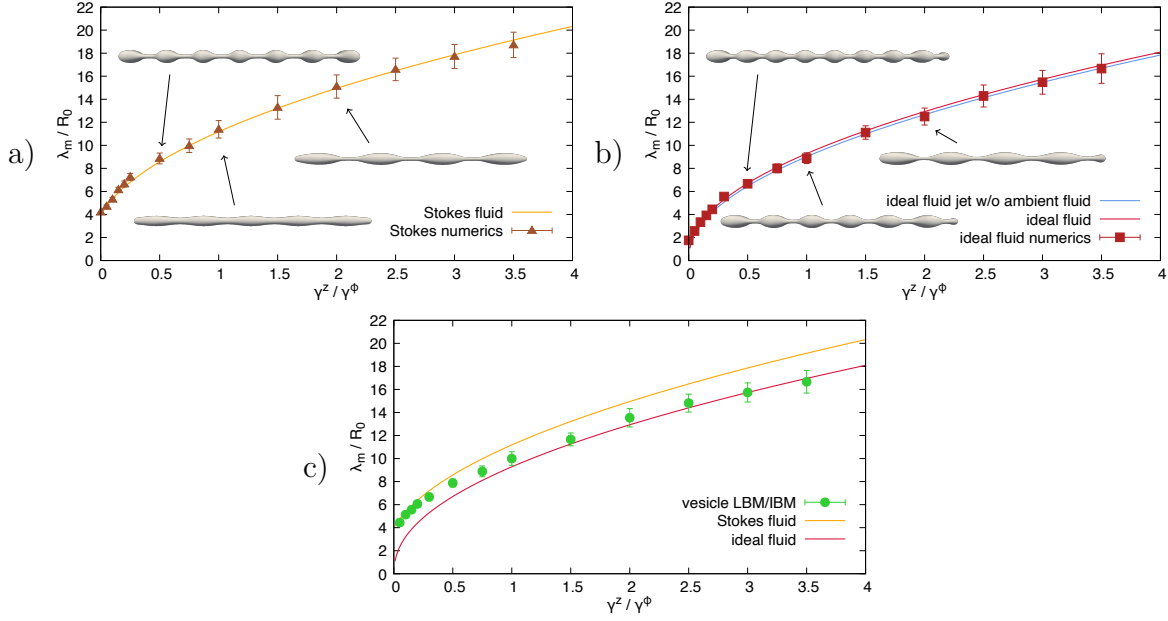 a)
λm / R0
22
20
18
16
14
12
10
8
6
4
2
0
0 0.5 1 1.5 2 2.5 3 3.5 4
γz / γϕ
Stokes fluid
Stokes numerics
b)
λm / R0
22
20
18
16
14
12
10
8
6
4
2
0
0 0.5 1 1.5 2 2.5 3 3.5 4
γz / γϕ
ideal fluid jet w/o ambient fluid
ideal fluid
ideal fluid numerics
c)
λm / R0
22
20
18
16
14
12
10
8
6
4
2
0
0 0.5 1 1.5 2 2.5 3 3.5 4
γz / γϕ
vesicle LBM/IBM
Stokes fluid
ideal fluid